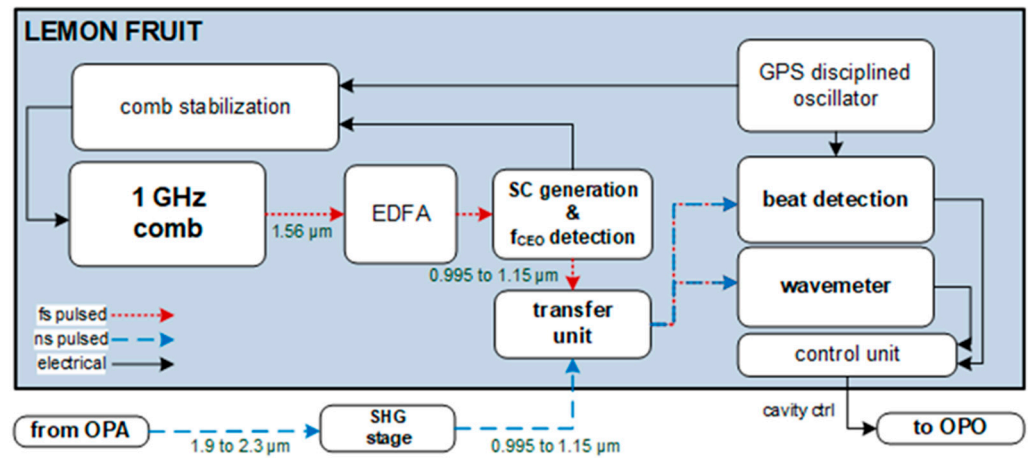 LEMON FRUIT
GPS disciplined
oscillator
comb stabilization
1 GHz
comb
1.56 µm
EDFA
SC generation
&
fCEO detection
beat detection
0.995 to 1.15 µm
wavemeter
transfer
unit
fs pulsed
ns pulsed
electrical
control unit
from OPA
1.9 to 2.3 µm
SHG
stage
0.995 to 1.15 µm
cavity ctrl
to OPO